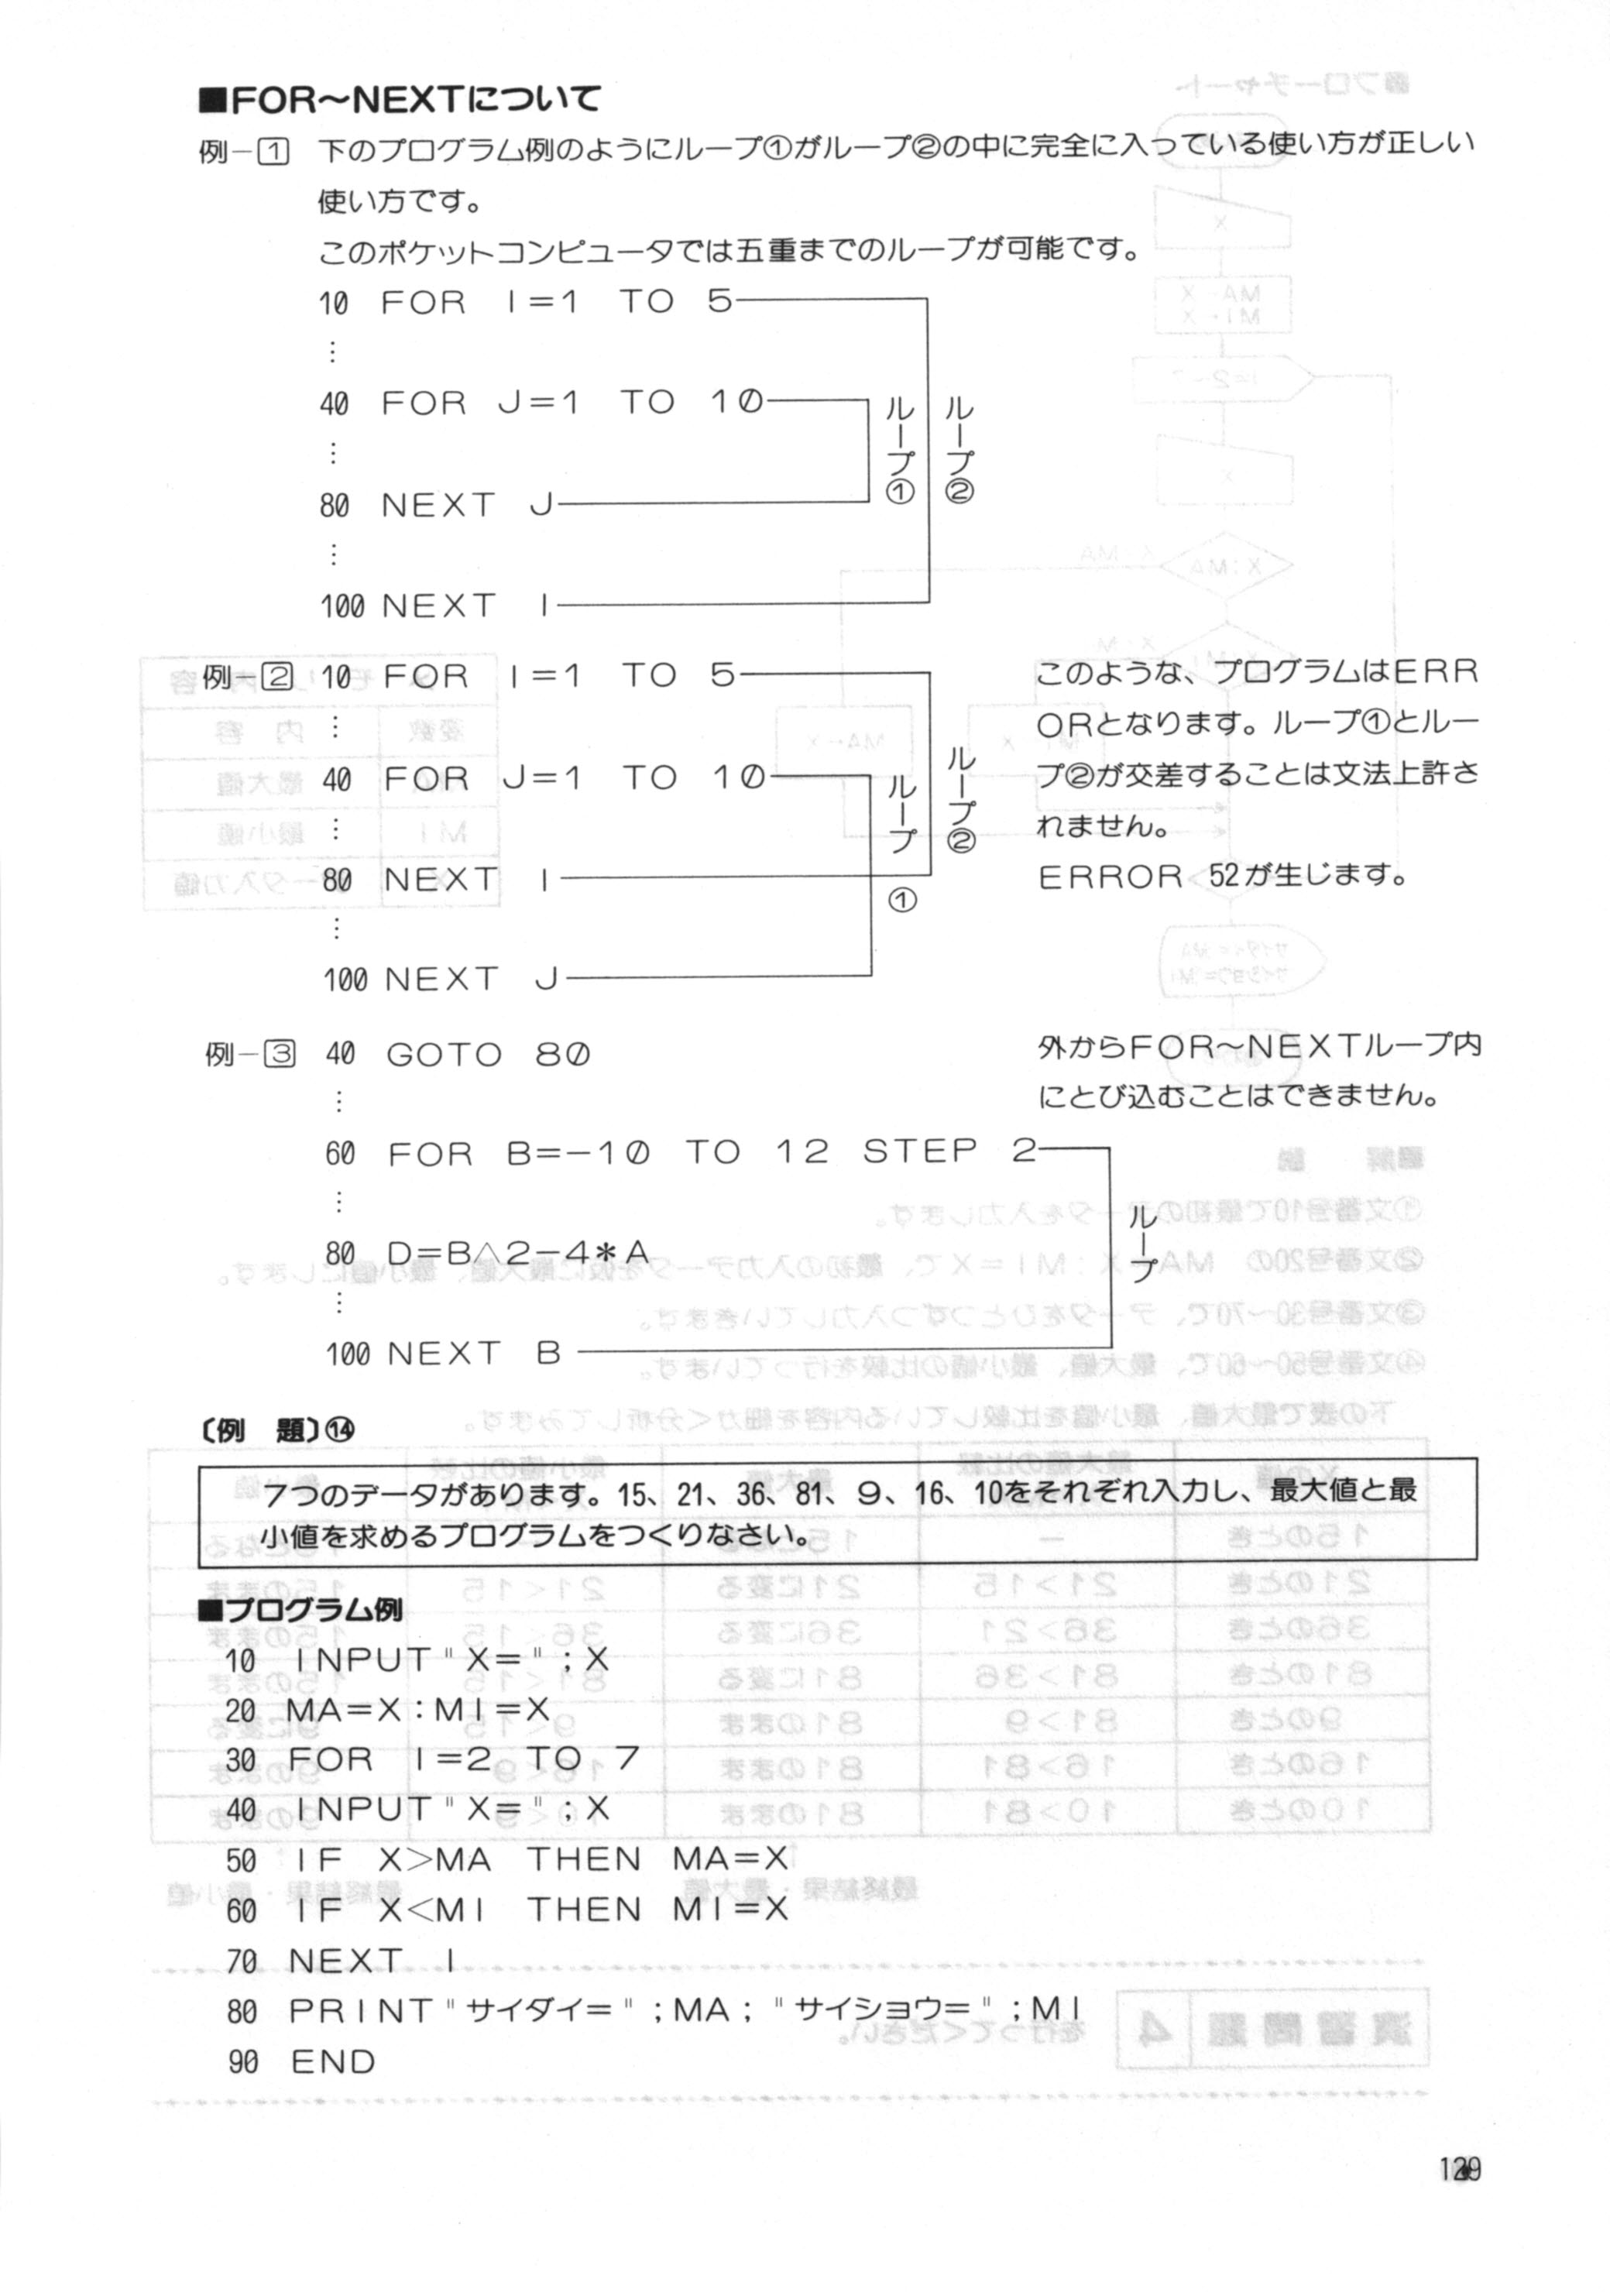 ■FOR〜NEXTについて
例－1 下のプログラム例のようにループ①がループ②の中に完全に入っている使い方が正しい
使い方です。
このポケットコンピュータでは五重までのループが可能です。
10 FOR I=1 TO 5
⋮
40 FOR J=1 TO 10
⋮
80 NEXT J
⋮
100 NEXT I
ループ①
ループ②
例－2 10 FOR I=1 TO 5
⋮
40 FOR J=1 TO 10
⋮
80 NEXT I
⋮
100 NEXT J
ループ①
ループ②
このような、プログラムはERR
ORとなります。ループ①とルー
プ②が交差することは文法上許さ
れません。
ERROR 52が生じます。
例－3 40 GOTO 80
⋮
60 FOR B=−10 TO 12 STEP 2
⋮
80 D=B^2−4*A
⋮
100 NEXT B
ループ
外からFOR〜NEXTループ内
にとび込むことはできません。
〔例 題〕⑭
7つのデータがあります。15、21、36、81、9、16、10をそれぞれ入力し、最大値と最
小値を求めるプログラムをつくりなさい。
■プログラム例
10 INPUT"X=";X
20 MA=X:MI=X
30 FOR I=2 TO 7
40 INPUT"X=";X
50 IF X>MA THEN MA=X
60 IF X<MI THEN MI=X
70 NEXT I
80 PRINT"サイダイ=";MA;"サイショウ=";MI
90 END
129